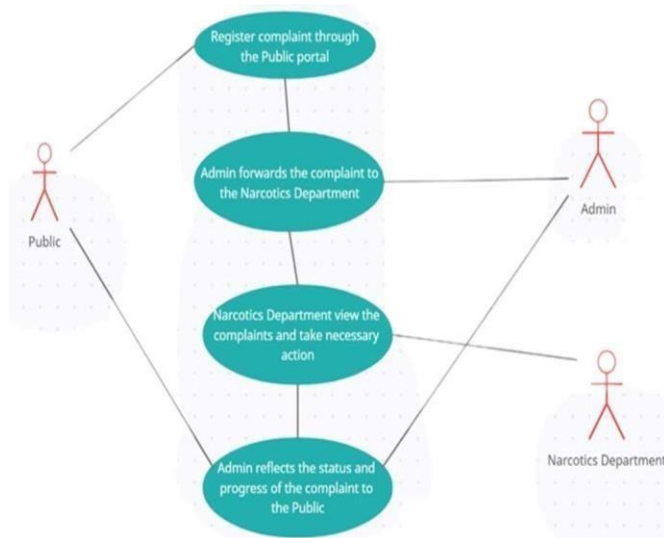 Register complaint through
the Public portal
Admin forwards the complaint to
the Narcotics Department
Admin
Public
Narcotics Department view the
complaints and take necessary
action
Narcotics Department
Admin reflects the status and
progress of the complaint to
the Public